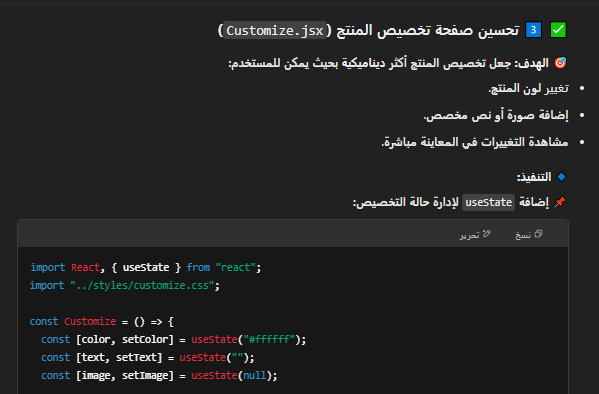 ✅ 3️⃣ تحسين صفحة تخصيص المنتج (Customize.jsx)
🎯 الهدف: جعل تخصيص المنتج أكثر ديناميكية بحيث يمكن للمستخدم:
• تغيير لون المنتج.
• إضافة صورة أو نص مخصص.
• مشاهدة التغييرات في المعاينة مباشرة.
🔹 التنفيذ:
📌 إضافة useState لإدارة حالة التخصيص:
نسخ تحرير
import React, { useState } from "react";
import "../styles/customize.css";
const Customize = () => {
const [color, setColor] = useState("#ffffff");
const [text, setText] = useState("");
const [image, setImage] = useState(null);